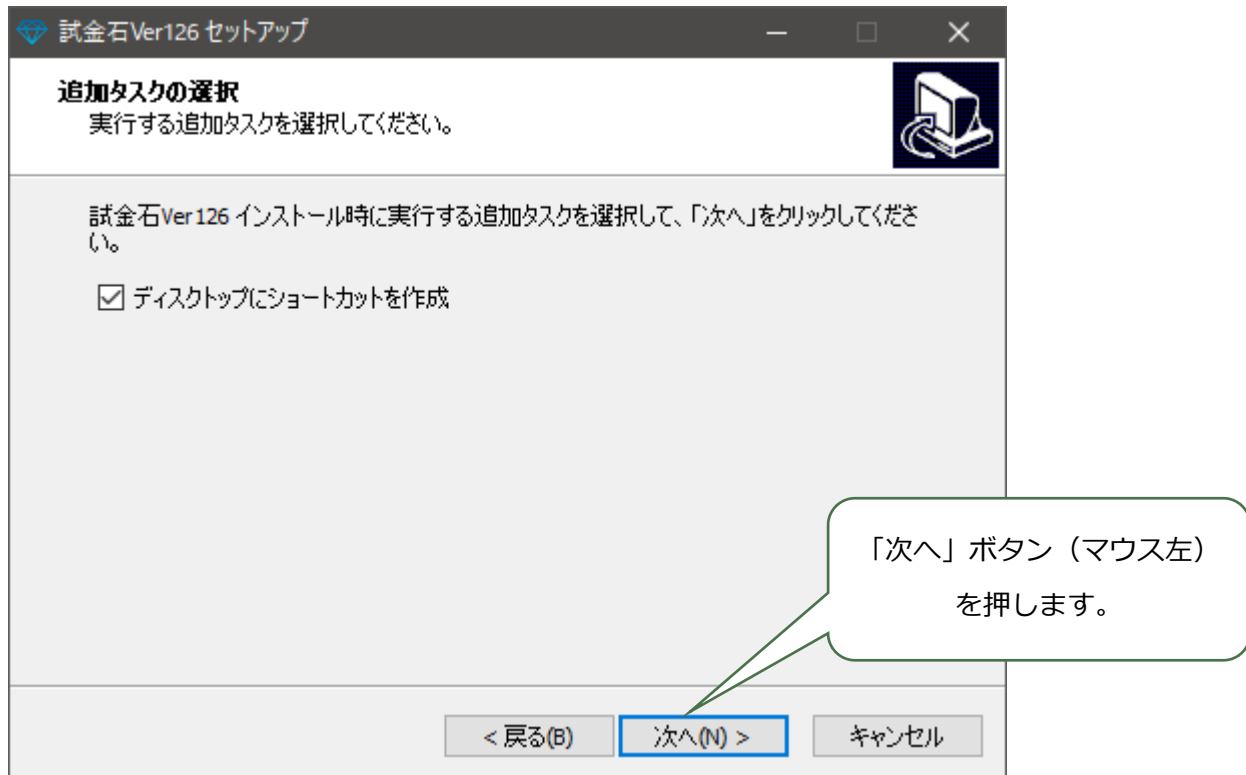 試金石Ver126 セットアップ
追加タスクの選択
実行する追加タスクを選択してください。
試金石Ver126 インストール時に実行する追加タスクを選択して、「次へ」をクリックしてくださ
い。
ディスクトップにショートカットを作成
「次へ」ボタン（マウス左）
を押します。
< 戻る(B)
次へ(N) >
キャンセル